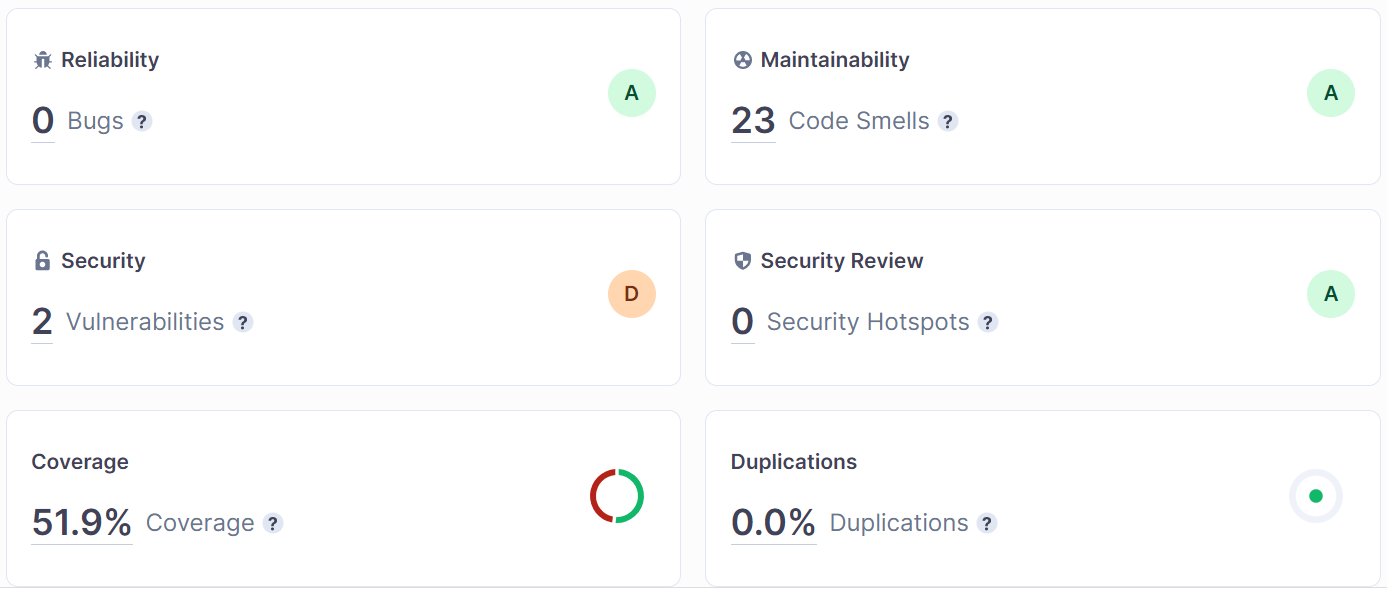 Reliability
0 Bugs ?
A
Maintainability
23 Code Smells ?
A
Security
2 Vulnerabilities ?
D
Security Review
0 Security Hotspots ?
A
Coverage
51.9% Coverage ?
Duplications
0.0% Duplications ?